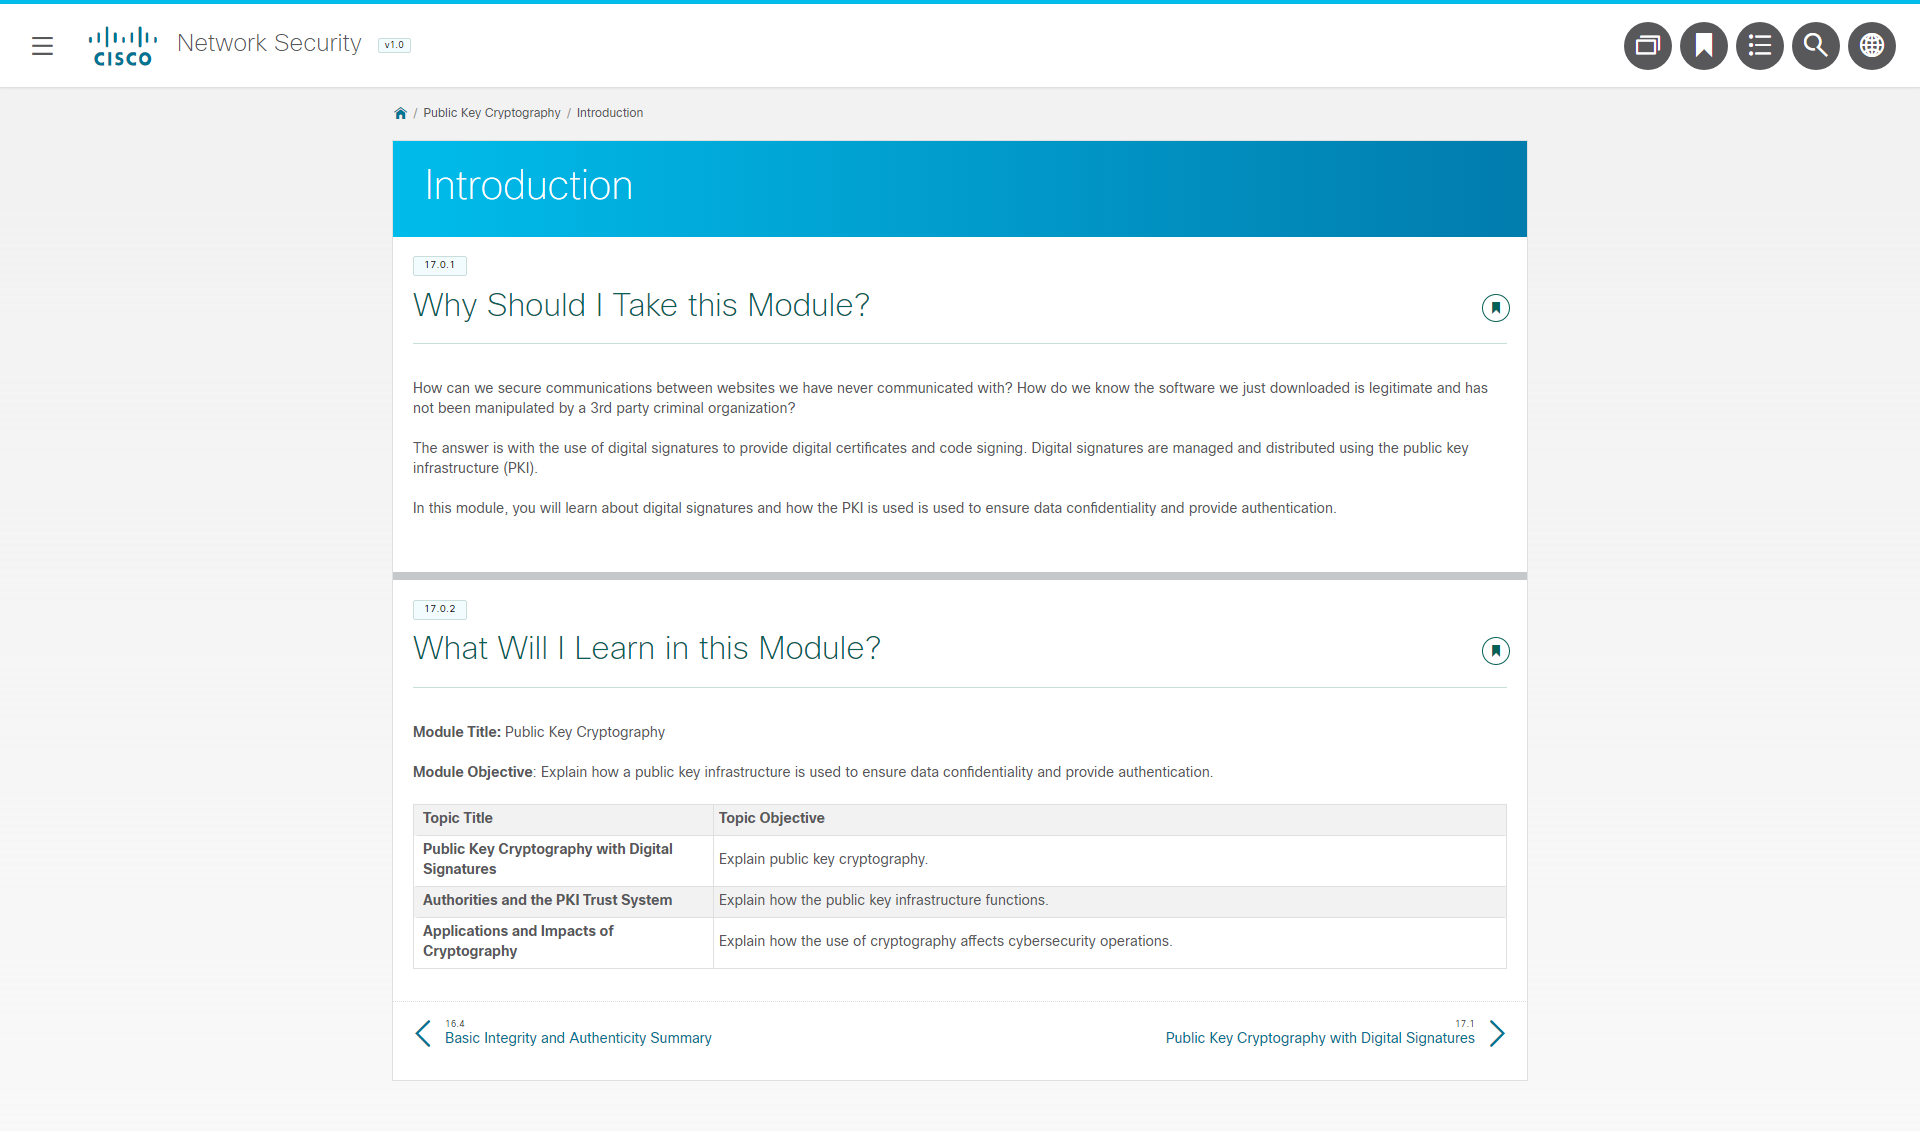 CISCO
Network Security
v1.0
/ Public Key Cryptography / Introduction
Introduction
17.0.1
Why Should I Take this Module?
How can we secure communications between websites we have never communicated with? How do we know the software we just downloaded is legitimate and has
not been manipulated by a 3rd party criminal organization?
The answer is with the use of digital signatures to provide digital certificates and code signing. Digital signatures are managed and distributed using the public key
infrastructure (PKI).
In this module, you will learn about digital signatures and how the PKI is used is used to ensure data confidentiality and provide authentication.
17.0.2
What Will I Learn in this Module?
Module Title: Public Key Cryptography
Module Objective: Explain how a public key infrastructure is used to ensure data confidentiality and provide authentication.
Topic Title
Topic Objective
Public Key Cryptography with Digital
Signatures
Explain public key cryptography.
Authorities and the PKI Trust System
Explain how the public key infrastructure functions.
Applications and Impacts of
Cryptography
Explain how the use of cryptography affects cybersecurity operations.
16.4
Basic Integrity and Authenticity Summary
17.1
Public Key Cryptography with Digital Signatures